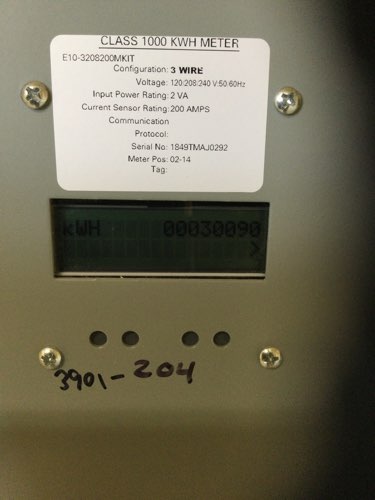 CLASS 1000 KWH METER
E10-3208200MKIT
Configuration: 3 WIRE
Voltage: 120:208:240 V:50:60Hz
Input Power Rating: 2 VA
Current Sensor Rating: 200 AMPS
Communication
Protocol:
Serial No: 1849TMAJ0292
Meter Pos: 02-14
Tag:
kWH 00030090
>
3901-204